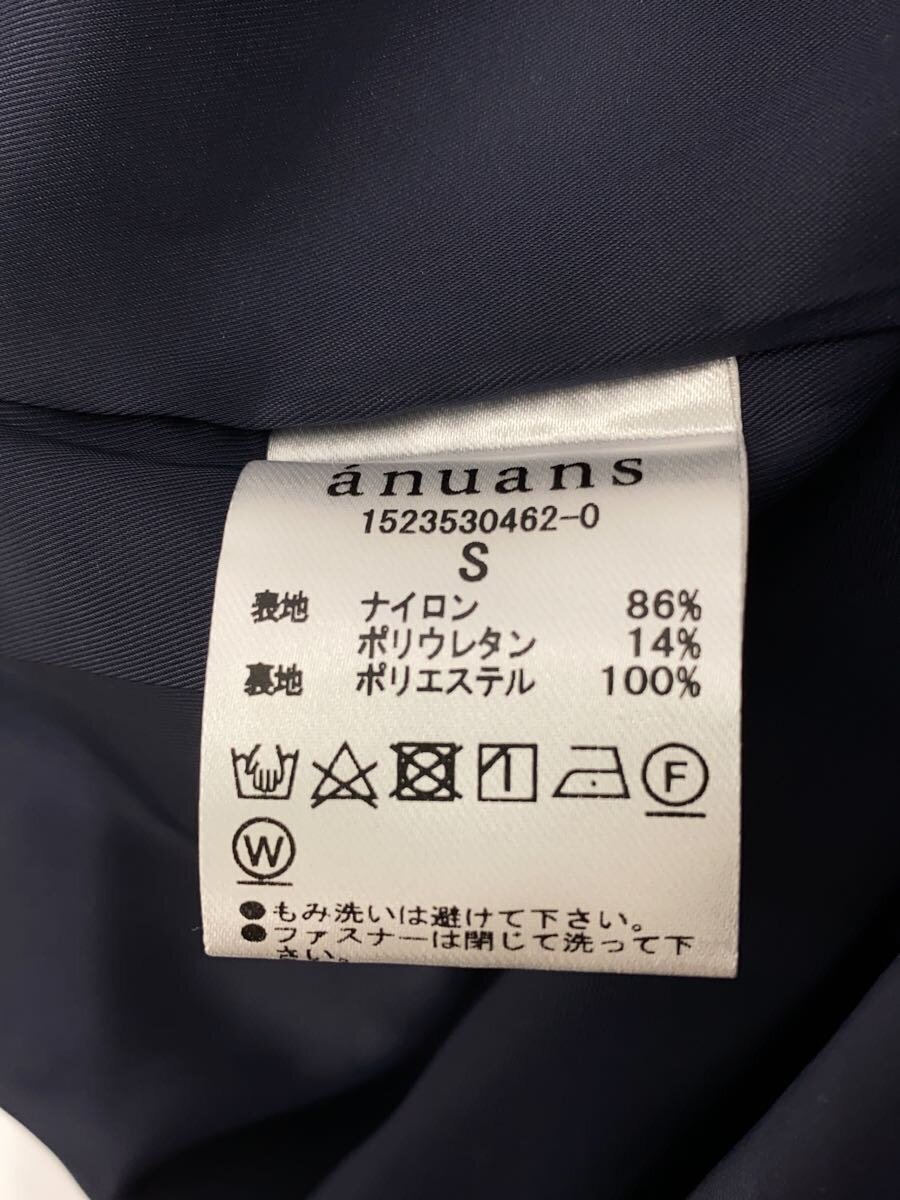 ánuans
1523530462-0
S
表地 ナイロン 86%
ポリウレタン 14%
裏地 ポリエステル 100%
F
W
●もみ洗いは避けて下さい。
●ファスナーは閉じて洗って下
さい。